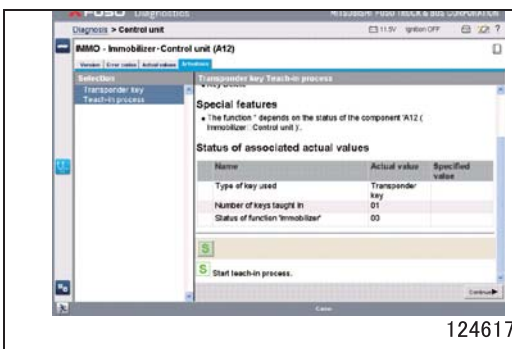 FUSO Diagnostics MITSUBISHI FUSO TRUCK & BUS CORPORATION
Diagnosis > Control unit 11.5V Ignition OFF ?
IMMO - Immobilizer-Control unit (A12)
Version Error codes Actual values Actuations
Selection
Transponder key
Teach-in process
Transponder key Teach-in process
Special features
• The function * depends on the status of the component 'A12 (
Immobilizer: Control unit )'.
Status of associated actual values
Name Actual value Specified value
Type of key used Transponder key
Number of keys taught in 01
Status of function 'Immobilizer' 00
S
S Start teach-in process.
Continue
124617